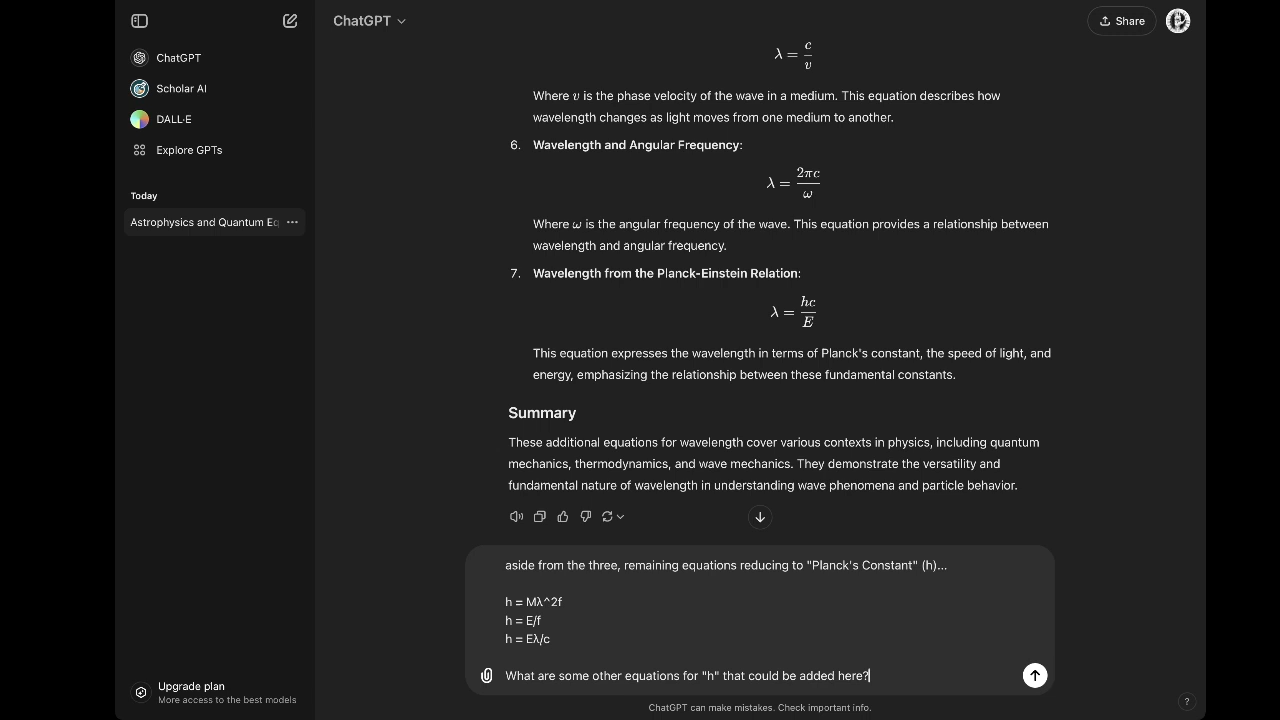 ChatGPT
Share
ChatGPT
Scholar AI
DALL·E
Explore GPTs
Today
Astrophysics and Quantum Eq
λ = c/v
Where v is the phase velocity of the wave in a medium. This equation describes how
wavelength changes as light moves from one medium to another.
6. Wavelength and Angular Frequency:
λ = 2πc/ω
Where ω is the angular frequency of the wave. This equation provides a relationship between
wavelength and angular frequency.
7. Wavelength from the Planck-Einstein Relation:
λ = hc/E
This equation expresses the wavelength in terms of Planck's constant, the speed of light, and
energy, emphasizing the relationship between these fundamental constants.
Summary
These additional equations for wavelength cover various contexts in physics, including quantum
mechanics, thermodynamics, and wave mechanics. They demonstrate the versatility and
fundamental nature of wavelength in understanding wave phenomena and particle behavior.
aside from the three, remaining equations reducing to "Planck's Constant" (h)...
h = Mλ^2f
h = E/f
h = Eλ/c
What are some other equations for "h" that could be added here?
Upgrade plan
More access to the best models
ChatGPT can make mistakes. Check important info.
?